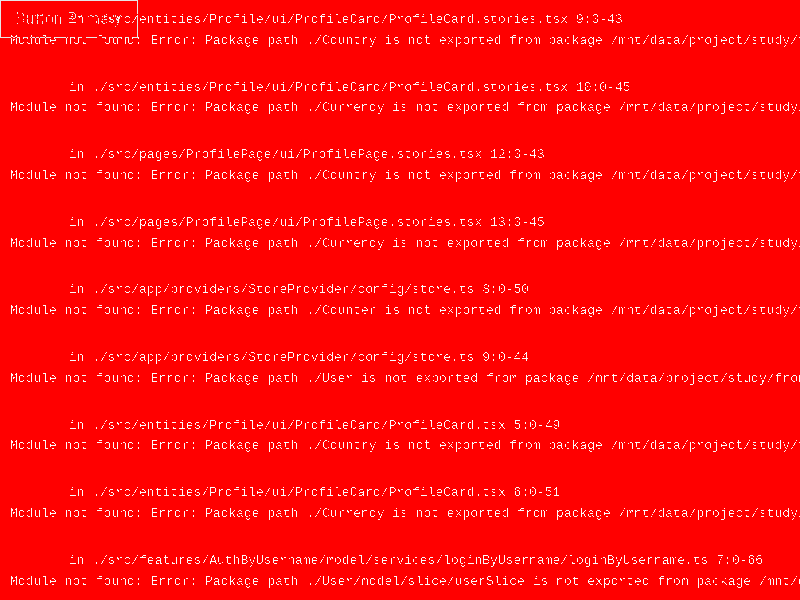 Button Primary
/entities/Profile/ui/ProfileCard/ProfileCard.stories.tsx 9:0-43
Module not found: Error: Package path ./Country is not exported from package /mnt/data/project/study/
in ./src/entities/Profile/ui/ProfileCard/ProfileCard.stories.tsx 10:0-45
Module not found: Error: Package path ./Currency is not exported from package /mnt/data/project/study/
in ./src/pages/ProfilePage/ui/ProfilePage.stories.tsx 12:0-43
Module not found: Error: Package path ./Country is not exported from package /mnt/data/project/study/
in ./src/pages/ProfilePage/ui/ProfilePage.stories.tsx 13:0-45
Module not found: Error: Package path ./Currency is not exported from package /mnt/data/project/study/
in ./src/app/providers/StoreProvider/config/store.ts 8:0-50
Module not found: Error: Package path ./Counter is not exported from package /mnt/data/project/study/
in ./src/app/providers/StoreProvider/config/store.ts 9:0-44
Module not found: Error: Package path ./User is not exported from package /mnt/data/project/study/fron
in ./src/entities/Profile/ui/ProfileCard/ProfileCard.tsx 5:0-49
Module not found: Error: Package path ./Country is not exported from package /mnt/data/project/study/
in ./src/entities/Profile/ui/ProfileCard/ProfileCard.tsx 6:0-51
Module not found: Error: Package path ./Currency is not exported from package /mnt/data/project/study/
in ./src/features/AuthByUsername/model/services/loginByUsername/loginByUsername.ts 7:0-66
Module not found: Error: Package path ./User/model/slice/userSlice is not exported from package /mnt/